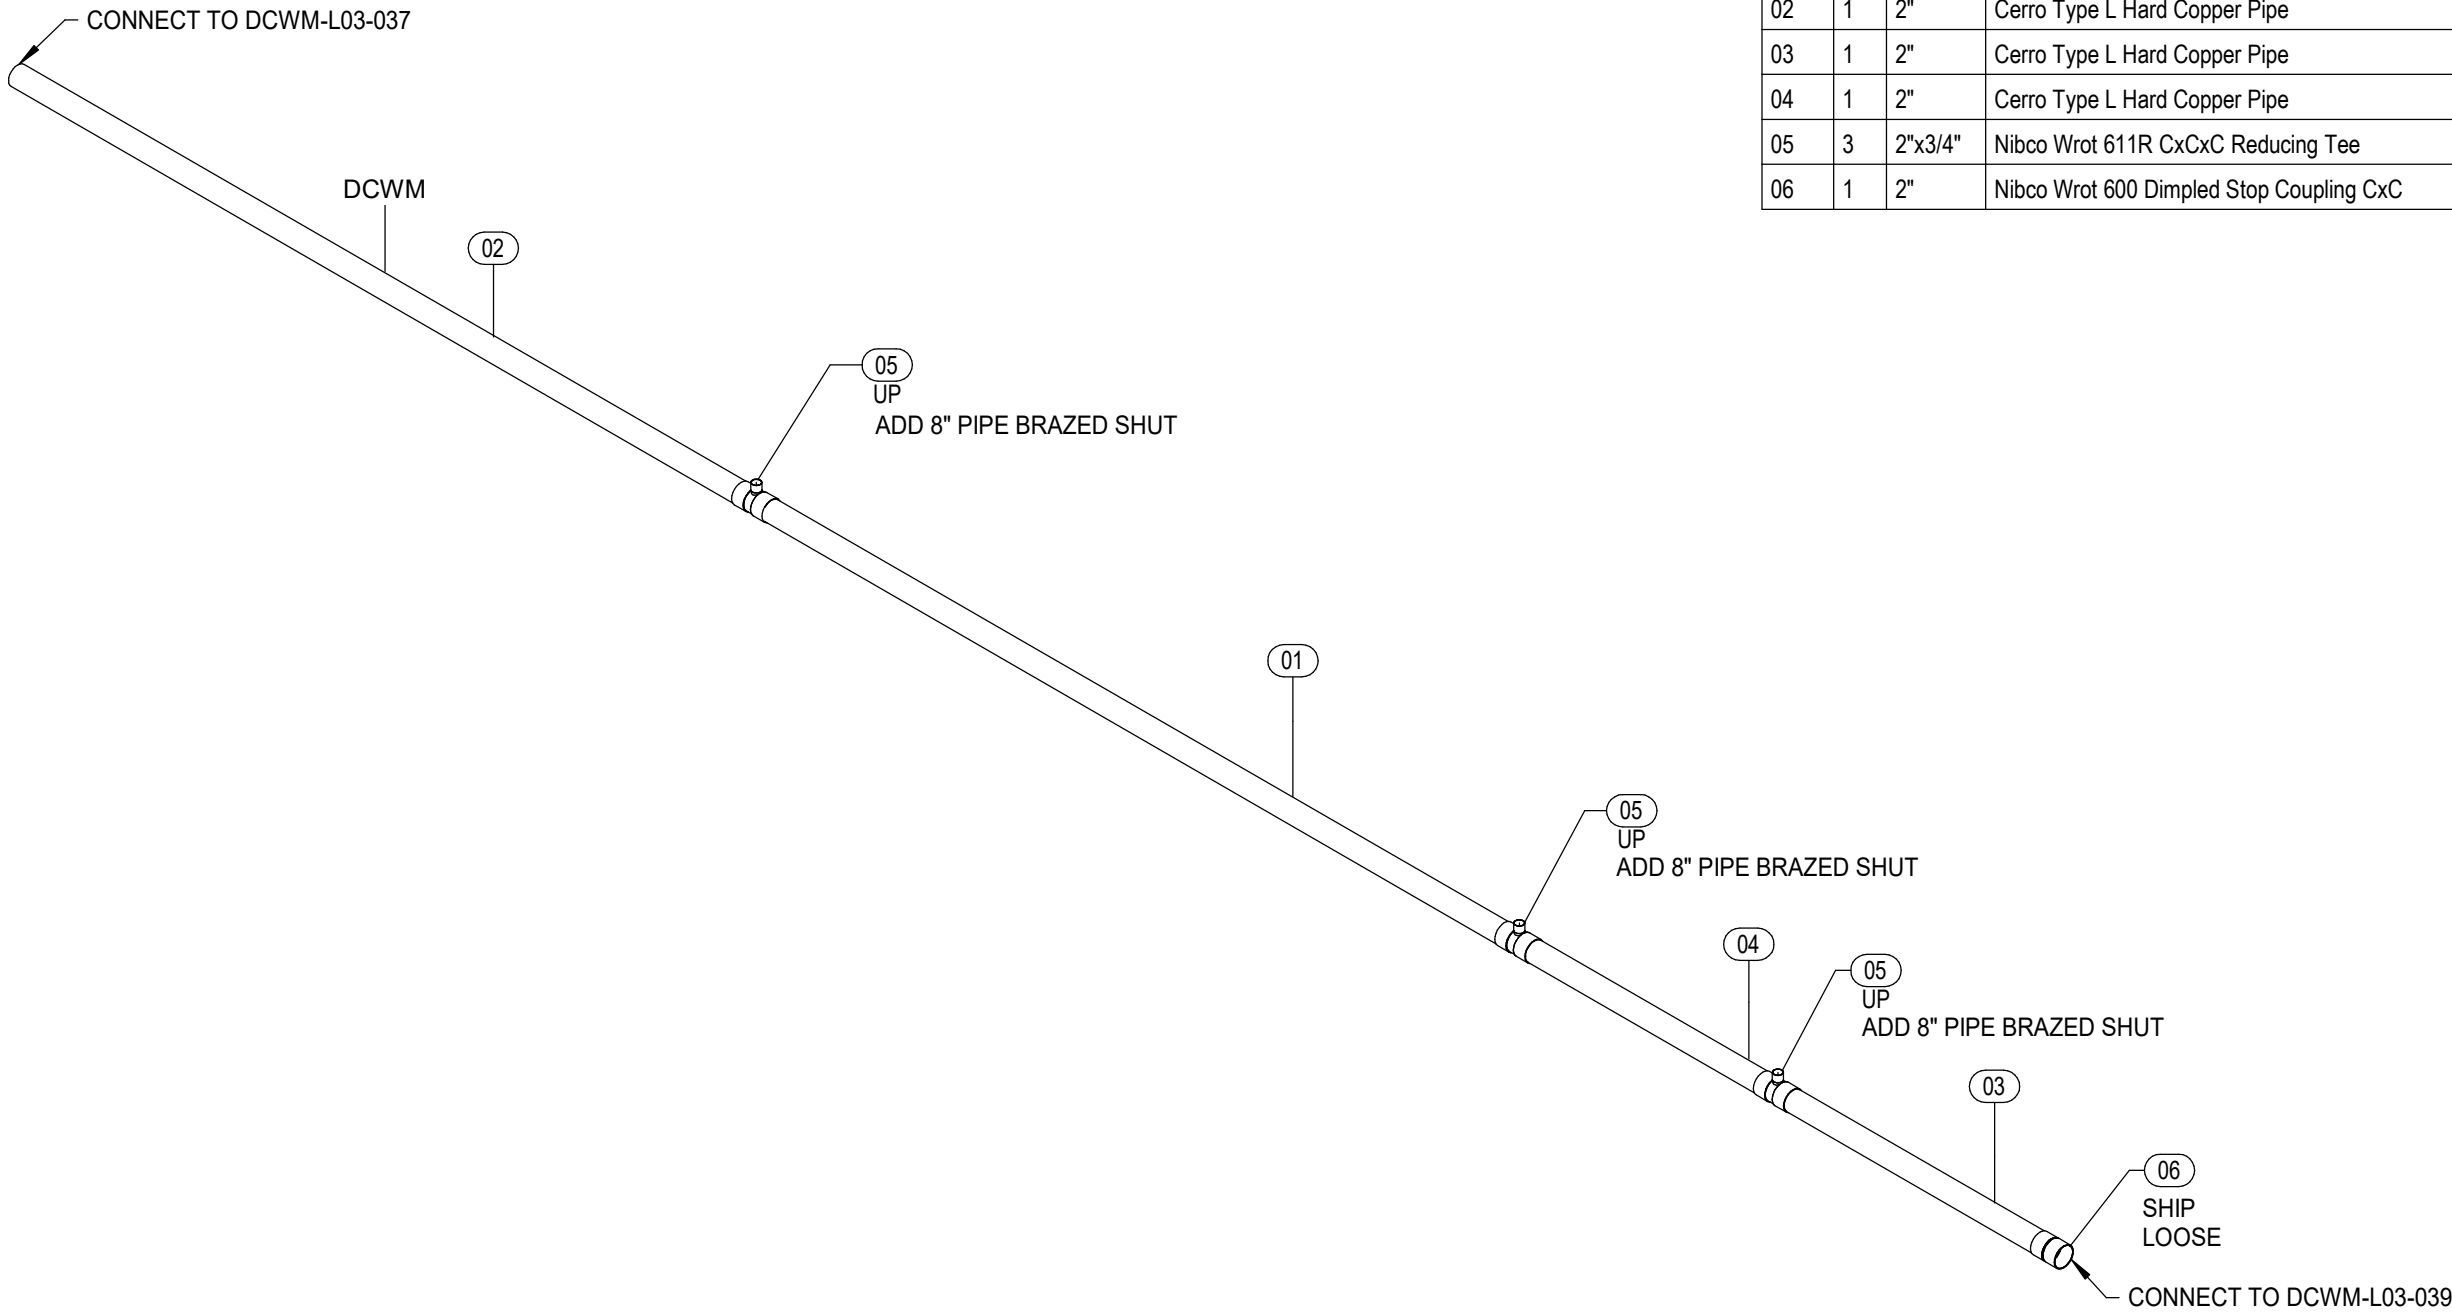 CONNECT TO DCWM-L03-037
02 1 2" Cerro Type L Hard Copper Pipe
03 1 2" Cerro Type L Hard Copper Pipe
04 1 2" Cerro Type L Hard Copper Pipe
05 3 2"x3/4" Nibco Wrot 611R CxCxC Reducing Tee
06 1 2" Nibco Wrot 600 Dimpled Stop Coupling CxC
DCWM
02
05
UP
ADD 8" PIPE BRAZED SHUT
01
05
UP
ADD 8" PIPE BRAZED SHUT
04
05
UP
ADD 8" PIPE BRAZED SHUT
03
06
SHIP
LOOSE
CONNECT TO DCWM-L03-039